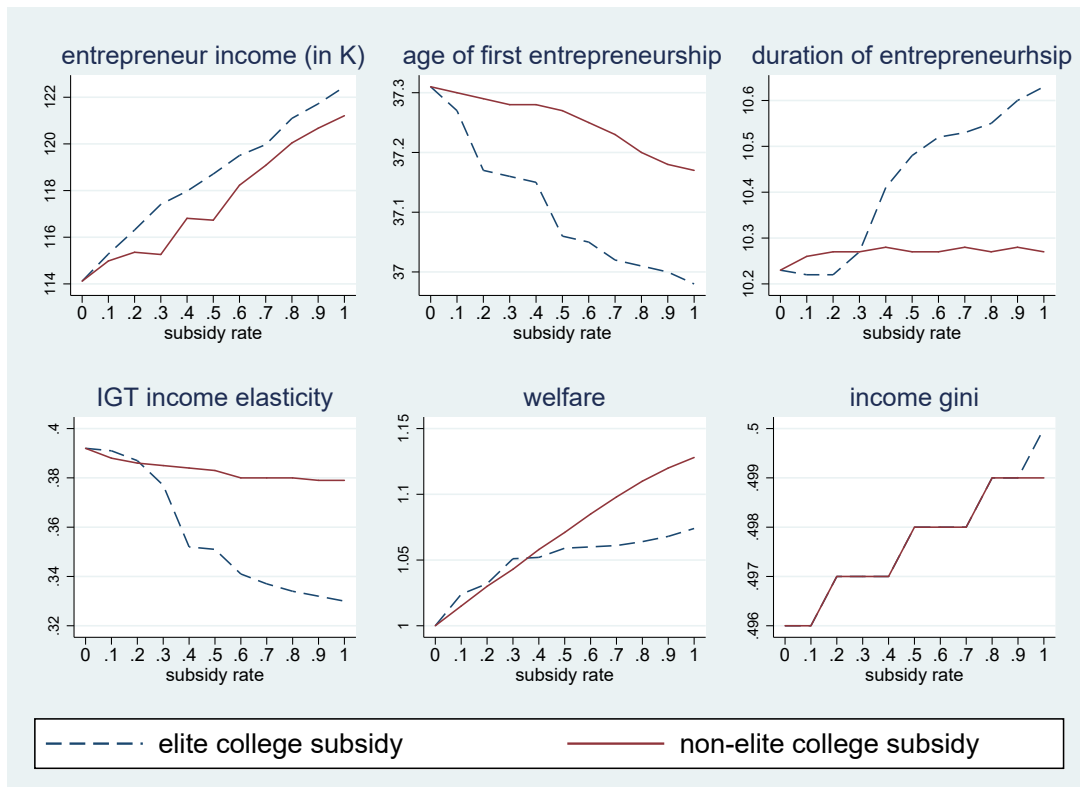 entrepreneur income (in K)
122
120
118
116
114
0 .1 .2 .3 .4 .5 .6 .7 .8 .9 1
subsidy rate
age of first entrepreneurship
37.3
37.2
37.1
37
0 .1 .2 .3 .4 .5 .6 .7 .8 .9 1
subsidy rate
duration of entrepreneurhsip
10.6
10.5
10.4
10.3
10.2
0 .1 .2 .3 .4 .5 .6 .7 .8 .9 1
subsidy rate
IGT income elasticity
.4
.38
.36
.34
.32
0 .1 .2 .3 .4 .5 .6 .7 .8 .9 1
subsidy rate
welfare
1.15
1.1
1.05
1
0 .1 .2 .3 .4 .5 .6 .7 .8 .9 1
subsidy rate
income gini
.5
.499
.498
.497
.496
0 .1 .2 .3 .4 .5 .6 .7 .8 .9 1
subsidy rate
elite college subsidy
non-elite college subsidy